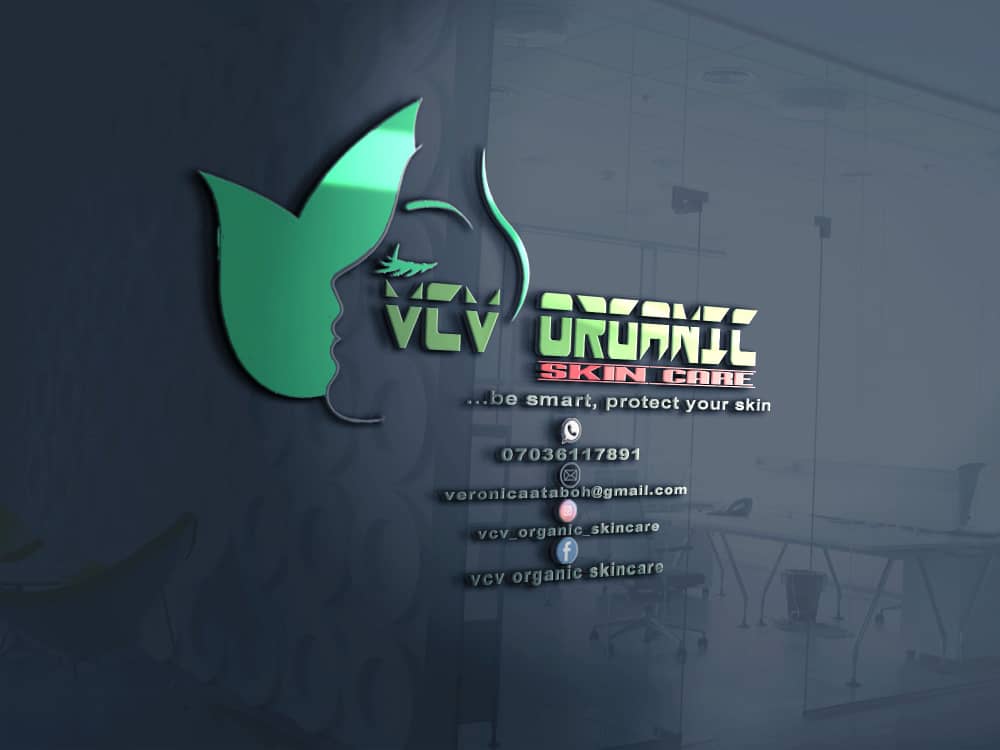 VCV ORGANIC
SKIN CARE
...be smart, protect your skin
07036117891
veronicaataboh@gmail.com
vcv_organic_skincare
f
vcv organic skincare